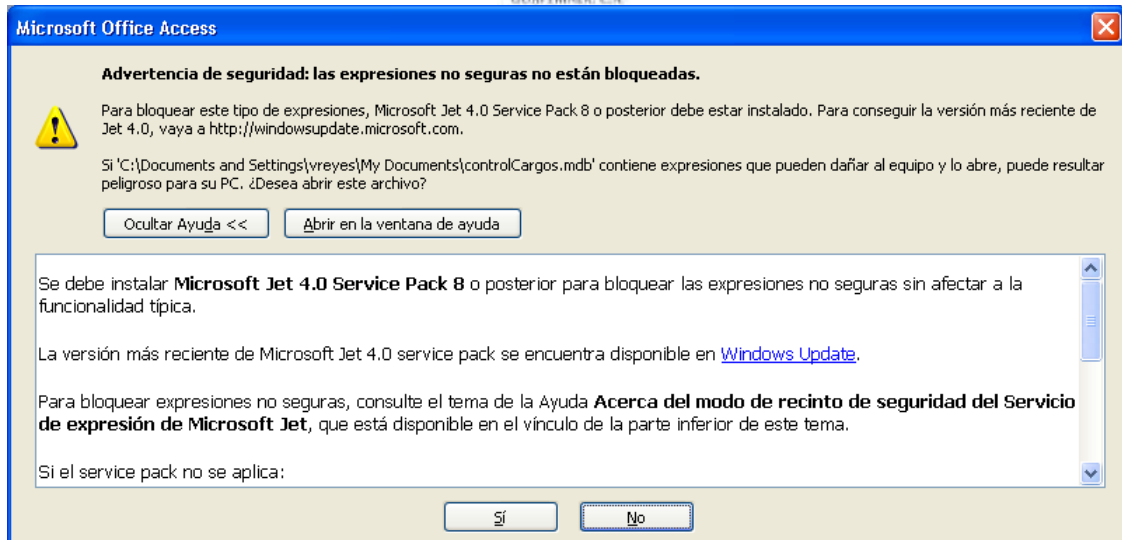 Microsoft Office Access
Advertencia de seguridad: las expresiones no seguras no están bloqueadas.
Para bloquear este tipo de expresiones, Microsoft Jet 4.0 Service Pack 8 o posterior debe estar instalado. Para conseguir la versión más reciente de
Jet 4.0, vaya a http://windowsupdate.microsoft.com.
Si 'C:\Documents and Settings\vreyes\My Documents\controlCargos.mdb' contiene expresiones que pueden dañar al equipo y lo abre, puede resultar
peligroso para su PC. ¿Desea abrir este archivo?
Ocultar Ayuda <<
Abrir en la ventana de ayuda
Se debe instalar Microsoft Jet 4.0 Service Pack 8 o posterior para bloquear las expresiones no seguras sin afectar a la
funcionalidad típica.
La versión más reciente de Microsoft Jet 4.0 service pack se encuentra disponible en Windows Update.
Para bloquear expresiones no seguras, consulte el tema de la Ayuda Acerca del modo de recinto de seguridad del Servicio
de expresión de Microsoft Jet, que está disponible en el vínculo de la parte inferior de este tema.
Si el service pack no se aplica:
Sí
No